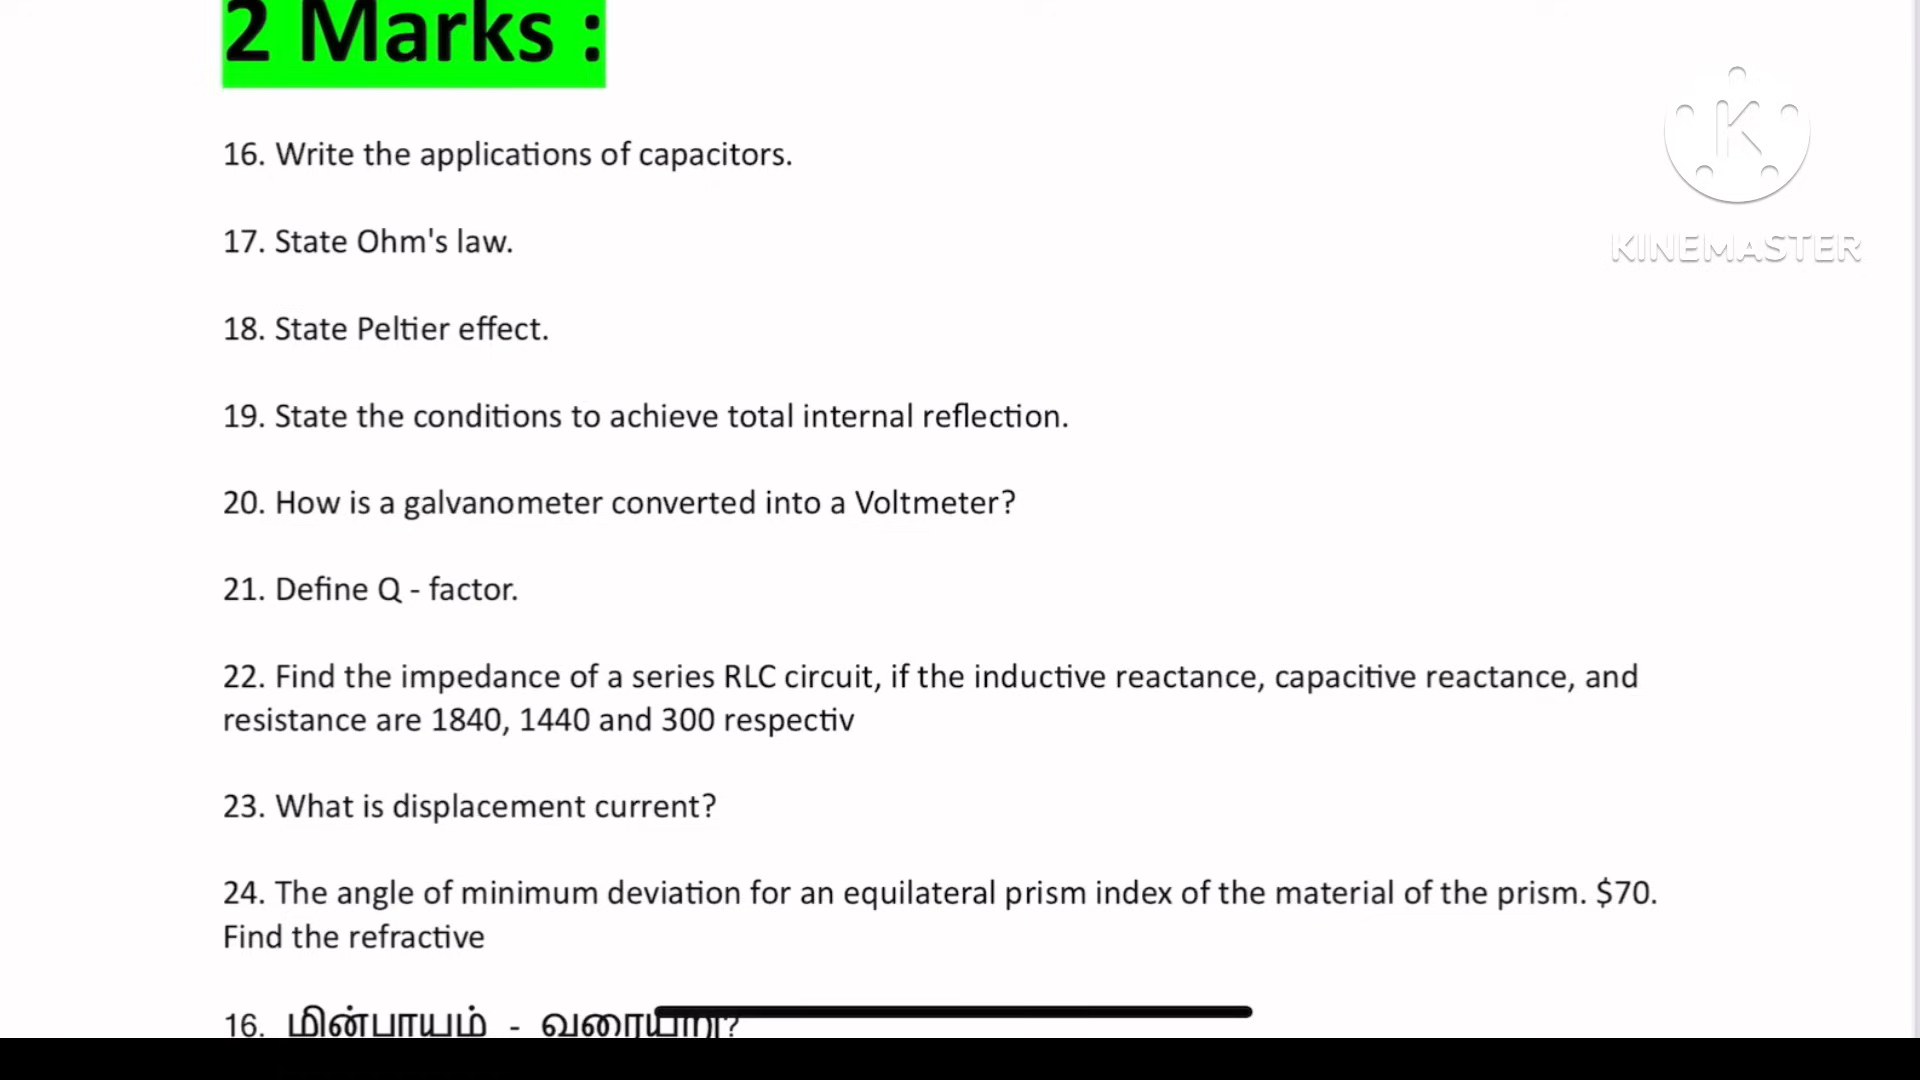 2 Marks :
16. Write the applications of capacitors.
17. State Ohm's law.
18. State Peltier effect.
19. State the conditions to achieve total internal reflection.
20. How is a galvanometer converted into a Voltmeter?
21. Define Q - factor.
22. Find the impedance of a series RLC circuit, if the inductive reactance, capacitive reactance, and
resistance are 1840, 1440 and 300 respectiv
23. What is displacement current?
24. The angle of minimum deviation for an equilateral prism index of the material of the prism. $70.
Find the refractive
16. மின்பாயம் -
KINEMASTER